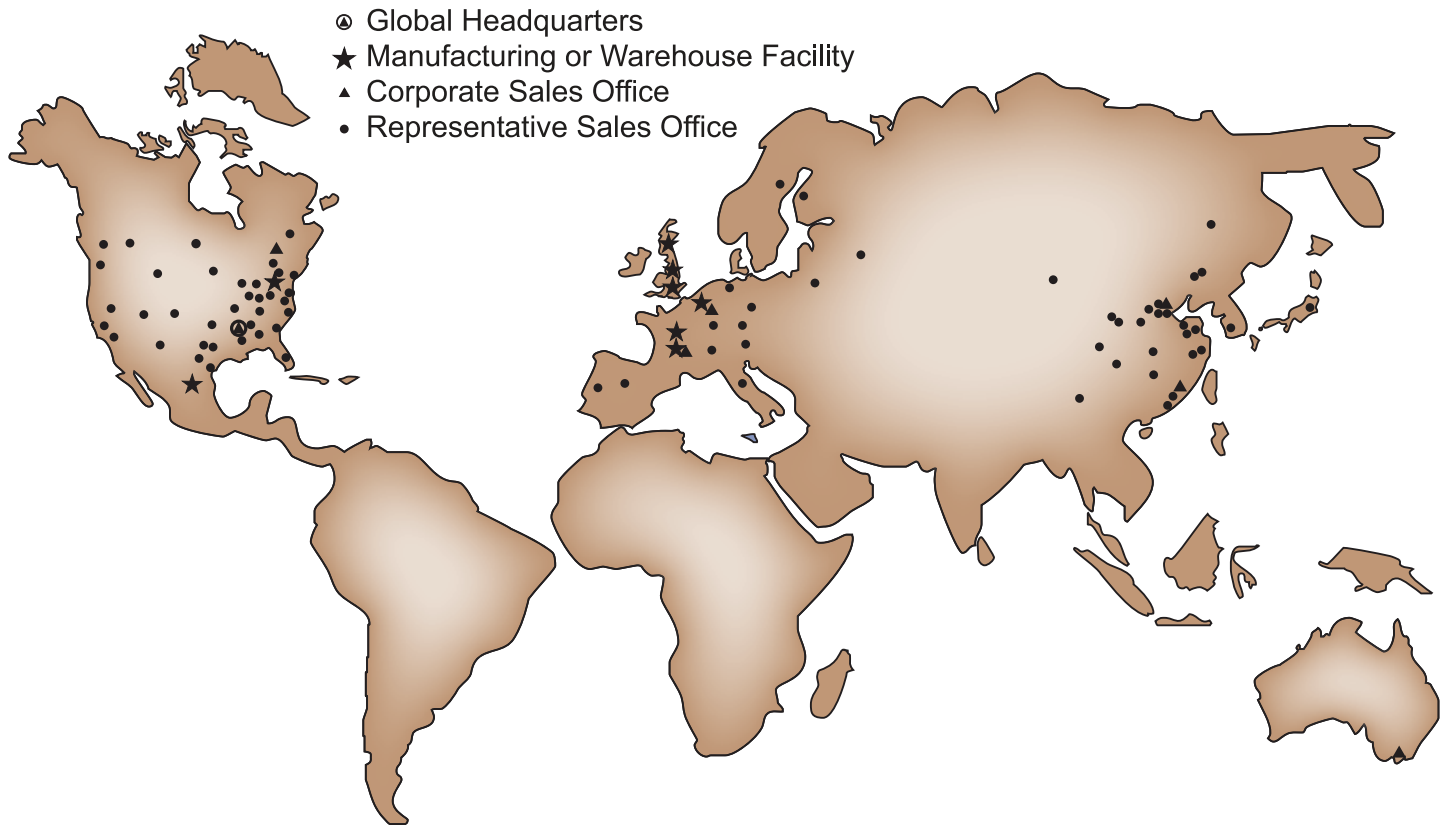 Global Headquarters
Manufacturing or Warehouse Facility
Corporate Sales Office
Representative Sales Office